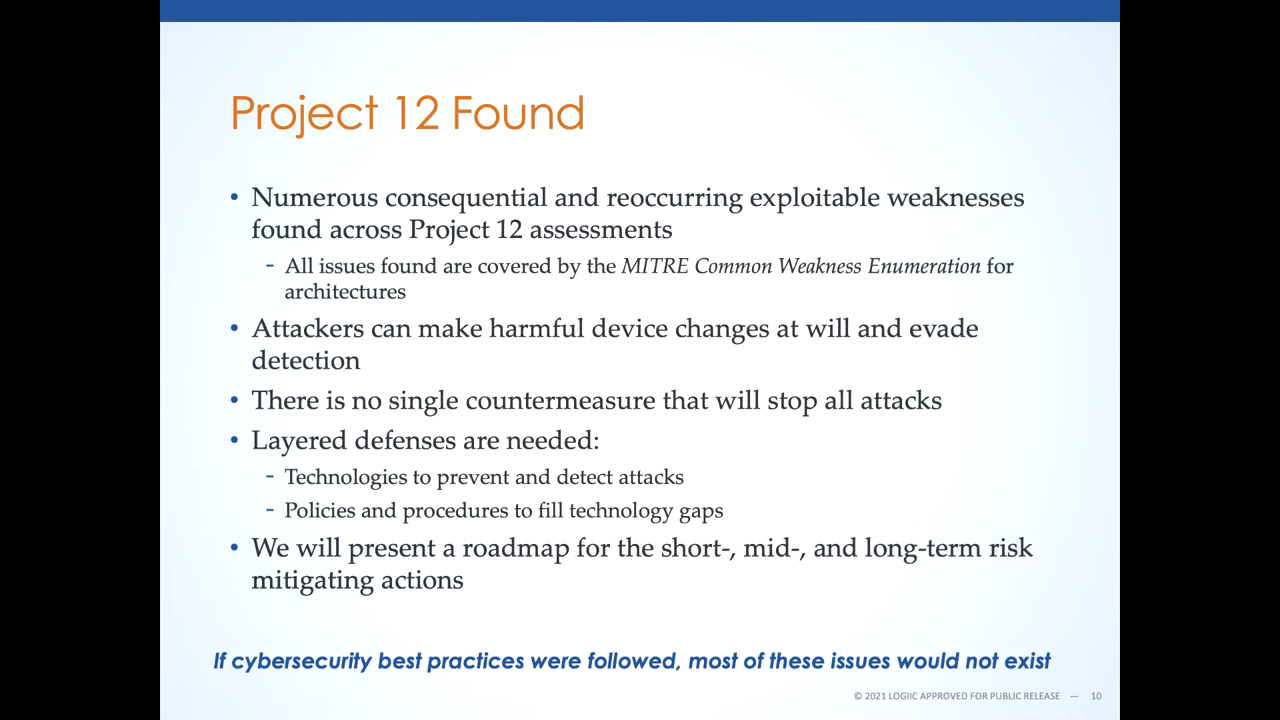 Project 12 Found
• Numerous consequential and reoccurring exploitable weaknesses
found across Project 12 assessments
- All issues found are covered by the MITRE Common Weakness Enumeration for
architectures
• Attackers can make harmful device changes at will and evade
detection
• There is no single countermeasure that will stop all attacks
• Layered defenses are needed:
- Technologies to prevent and detect attacks
- Policies and procedures to fill technology gaps
• We will present a roadmap for the short-, mid-, and long-term risk
mitigating actions
If cybersecurity best practices were followed, most of these issues would not exist
© 2021 LOGIIC APPROVED FOR PUBLIC RELEASE — 10